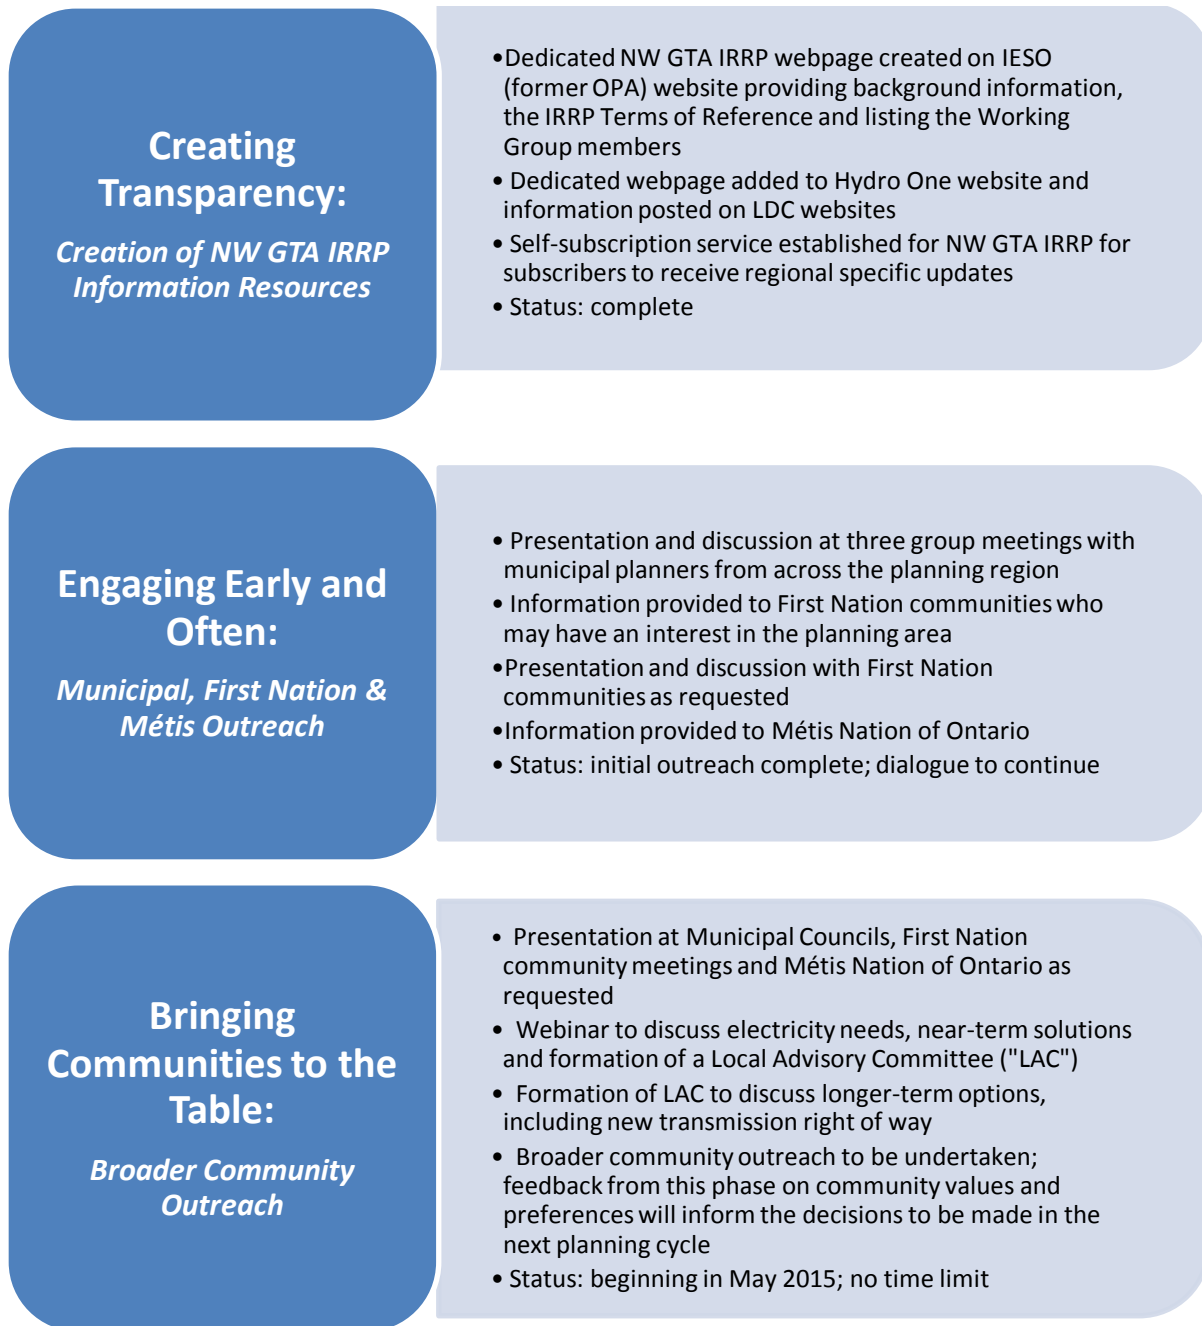 Creating
Transparency:
Creation of NW GTA IRRP
Information Resources
•Dedicated NW GTA IRRP webpage created on IESO
(former OPA) website providing background information,
the IRRP Terms of Reference and listing the Working
Group members
• Dedicated webpage added to Hydro One website and
information posted on LDC websites
• Self-subscription service established for NW GTA IRRP for
subscribers to receive regional specific updates
• Status: complete
Engaging Early and
Often:
Municipal, First Nation &
Métis Outreach
• Presentation and discussion at three group meetings with
municipal planners from across the planning region
• Information provided to First Nation communities who
may have an interest in the planning area
•Presentation and discussion with First Nation
communities as requested
•Information provided to Métis Nation of Ontario
• Status: initial outreach complete; dialogue to continue
Bringing
Communities to the
Table:
Broader Community
Outreach
• Presentation at Municipal Councils, First Nation
community meetings and Métis Nation of Ontario as
requested
• Webinar to discuss electricity needs, near-term solutions
and formation of a Local Advisory Committee ("LAC")
• Formation of LAC to discuss longer-term options,
including new transmission right of way
• Broader community outreach to be undertaken;
feedback from this phase on community values and
preferences will inform the decisions to be made in the
next planning cycle
• Status: beginning in May 2015; no time limit